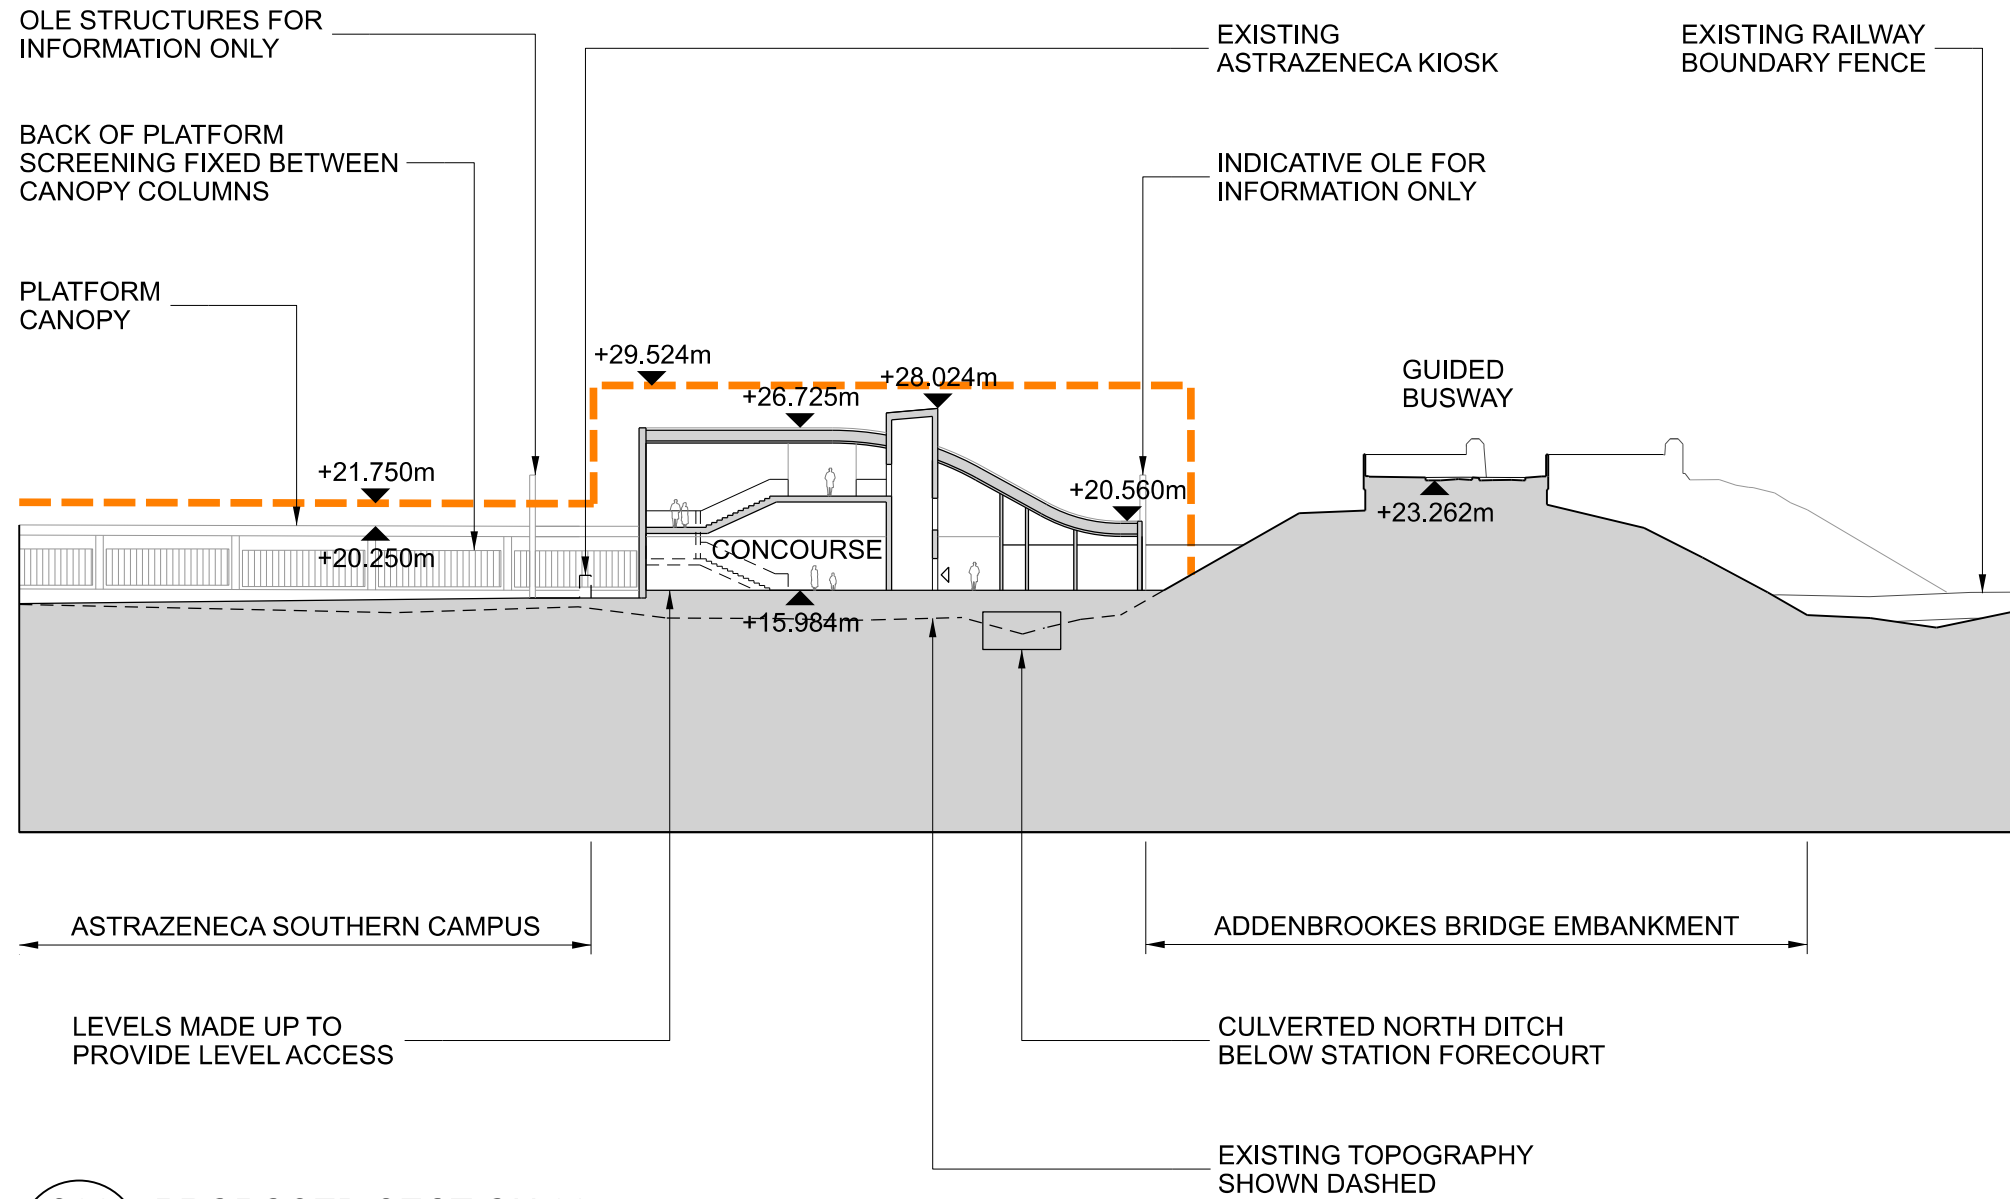 OLE STRUCTURES FOR
INFORMATION ONLY
EXISTING
ASTRAZENECA KIOSK
EXISTING RAILWAY
BOUNDARY FENCE
BACK OF PLATFORM
SCREENING FIXED BETWEEN
CANOPY COLUMNS
INDICATIVE OLE FOR
INFORMATION ONLY
PLATFORM
CANOPY
+29.524m
+28.024m
+26.725m
GUIDED
BUSWAY
+21.750m
+20.560m
+23.262m
+20.250m
CONCOURSE
+15.984m
ASTRAZENECA SOUTHERN CAMPUS
ADDENBROOKES BRIDGE EMBANKMENT
LEVELS MADE UP TO
PROVIDE LEVEL ACCESS
CULVERTED NORTH DITCH
BELOW STATION FORECOURT
EXISTING TOPOGRAPHY
SHOWN DASHED